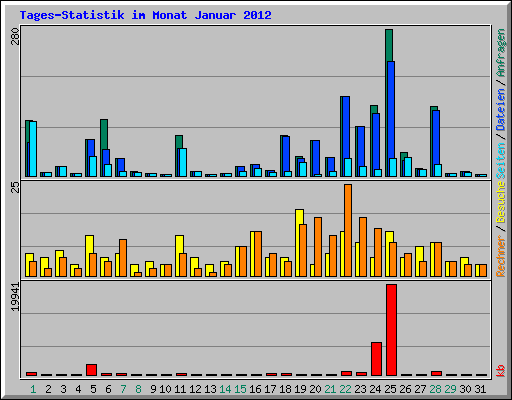 Tages-Statistik im Monat Januar 2012
280
Rechner / Besuche Seiten / Dateien / Anfragen
25
19941
kb
1 2 3 4 5 6 7 8 9 10 11 12 13 14 15 16 17 18 19 20 21 22 23 24 25 26 27 28 29 30 31